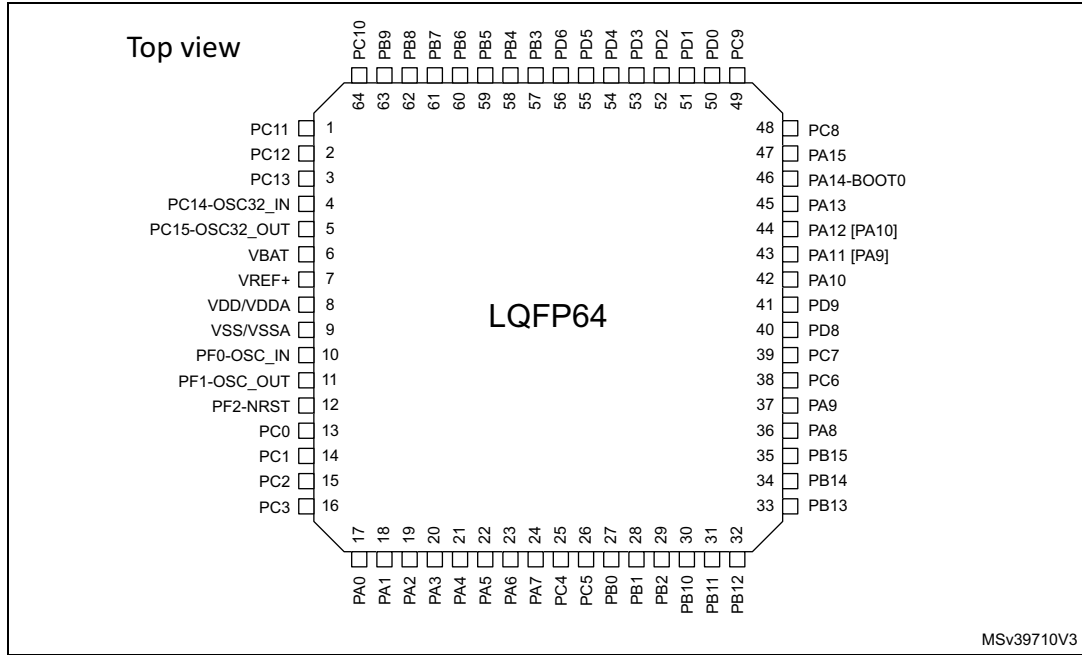 Top view
PC10
PB9
PB8
PB7
PB6
PB5
PB4
PB3
PD6
PD5
PD4
PD3
PD2
PD1
PD0
PC9
64
63
62
61
60
59
58
57
56
55
54
53
52
51
50
49
PC11 1
PC12 2
PC13 3
PC14-OSC32_IN 4
PC15-OSC32_OUT 5
VBAT 6
VREF+ 7
VDD/VDDA 8
VSS/VSSA 9
PF0-OSC_IN 10
PF1-OSC_OUT 11
PF2-NRST 12
PC0 13
PC1 14
PC2 15
PC3 16
LQFP64
48 PC8
47 PA15
46 PA14-BOOT0
45 PA13
44 PA12 [PA10]
43 PA11 [PA9]
42 PA10
41 PD9
40 PD8
39 PC7
38 PC6
37 PA9
36 PA8
35 PB15
34 PB14
33 PB13
17
18
19
20
21
22
23
24
25
26
27
28
29
30
31
32
PA0
PA1
PA2
PA3
PA4
PA5
PA6
PA7
PC4
PC5
PB0
PB1
PB2
PB10
PB11
PB12
MSv39710V3